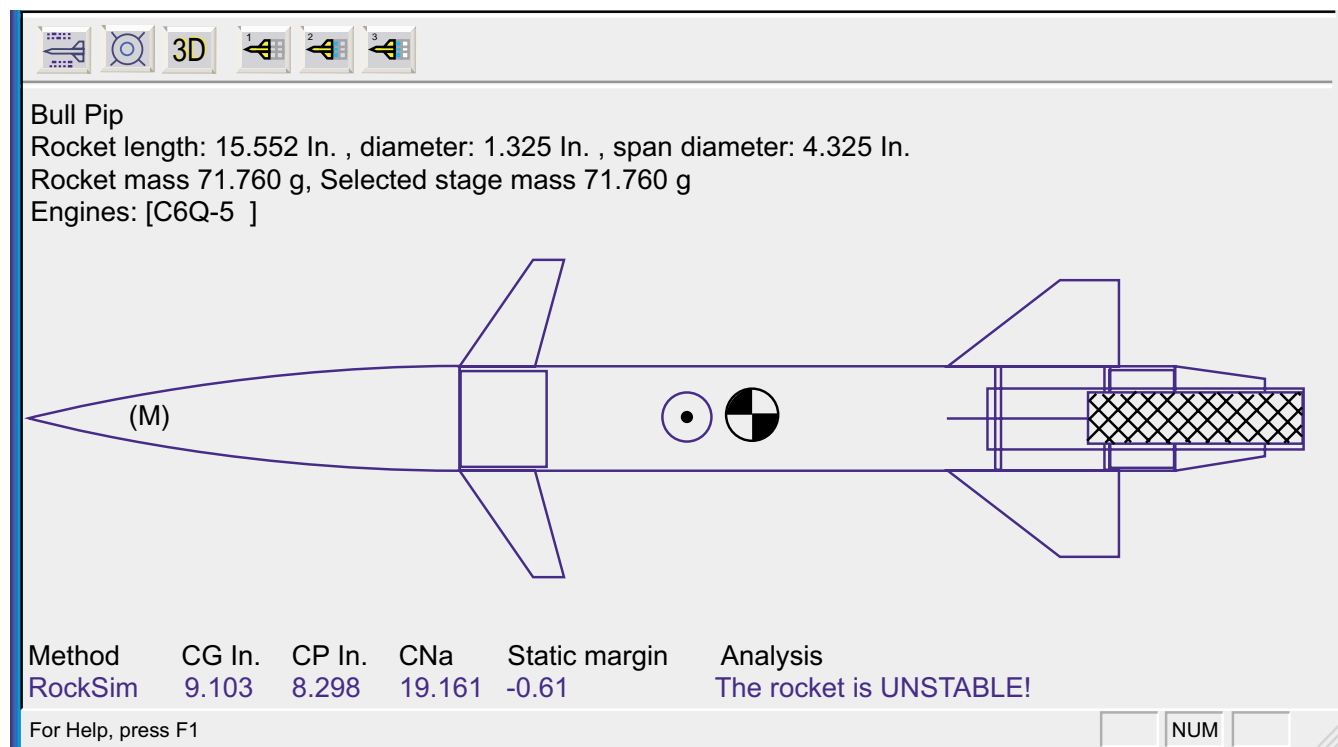 3D 1 2 3
Bull Pip
Rocket length: 15.552 In. , diameter: 1.325 In. , span diameter: 4.325 In.
Rocket mass 71.760 g, Selected stage mass 71.760 g
Engines: [C6Q-5 ]
(M)
Method CG In. CP In. CNa Static margin Analysis
RockSim 9.103 8.298 19.161 -0.61 The rocket is UNSTABLE!
For Help, press F1 NUM